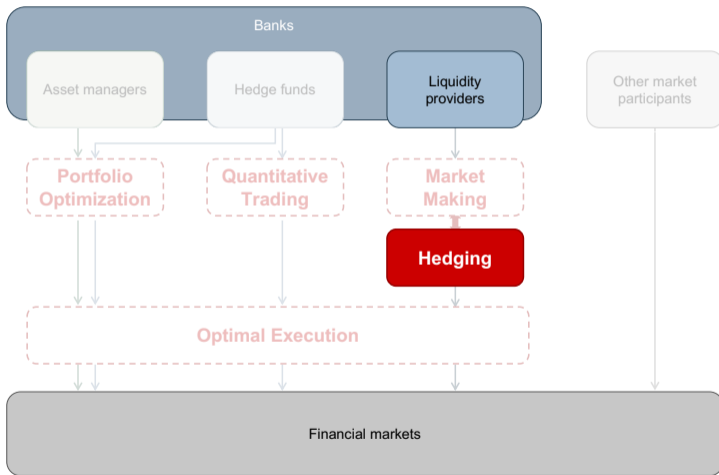 Banks
Asset managers
Hedge funds
Liquidity
providers
Other market
participants
Portfolio
Optimization
Quantitative
Trading
Market
Making
Hedging
Optimal Execution
Financial markets